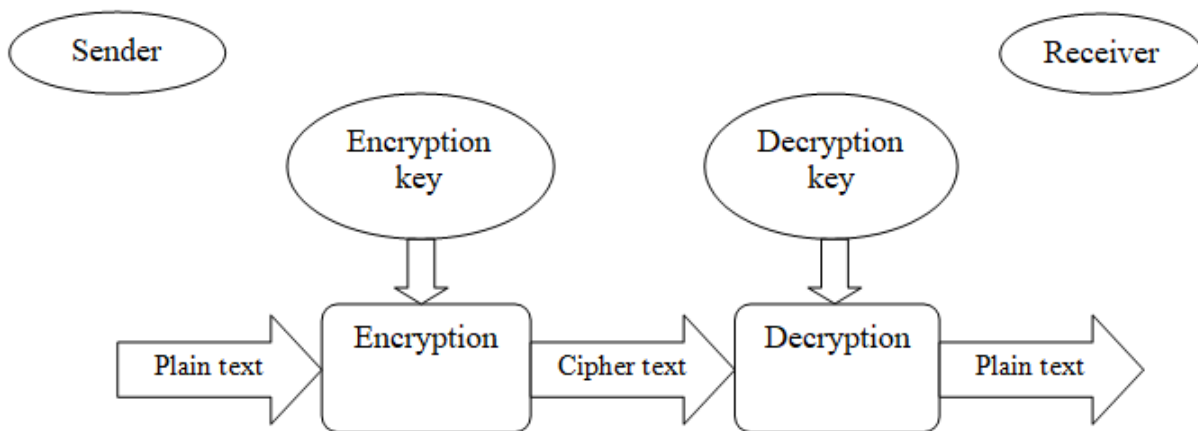 Sender
Receiver
Encryption
key
Decryption
key
Encryption
Decryption
Plain text
Cipher text
Plain text